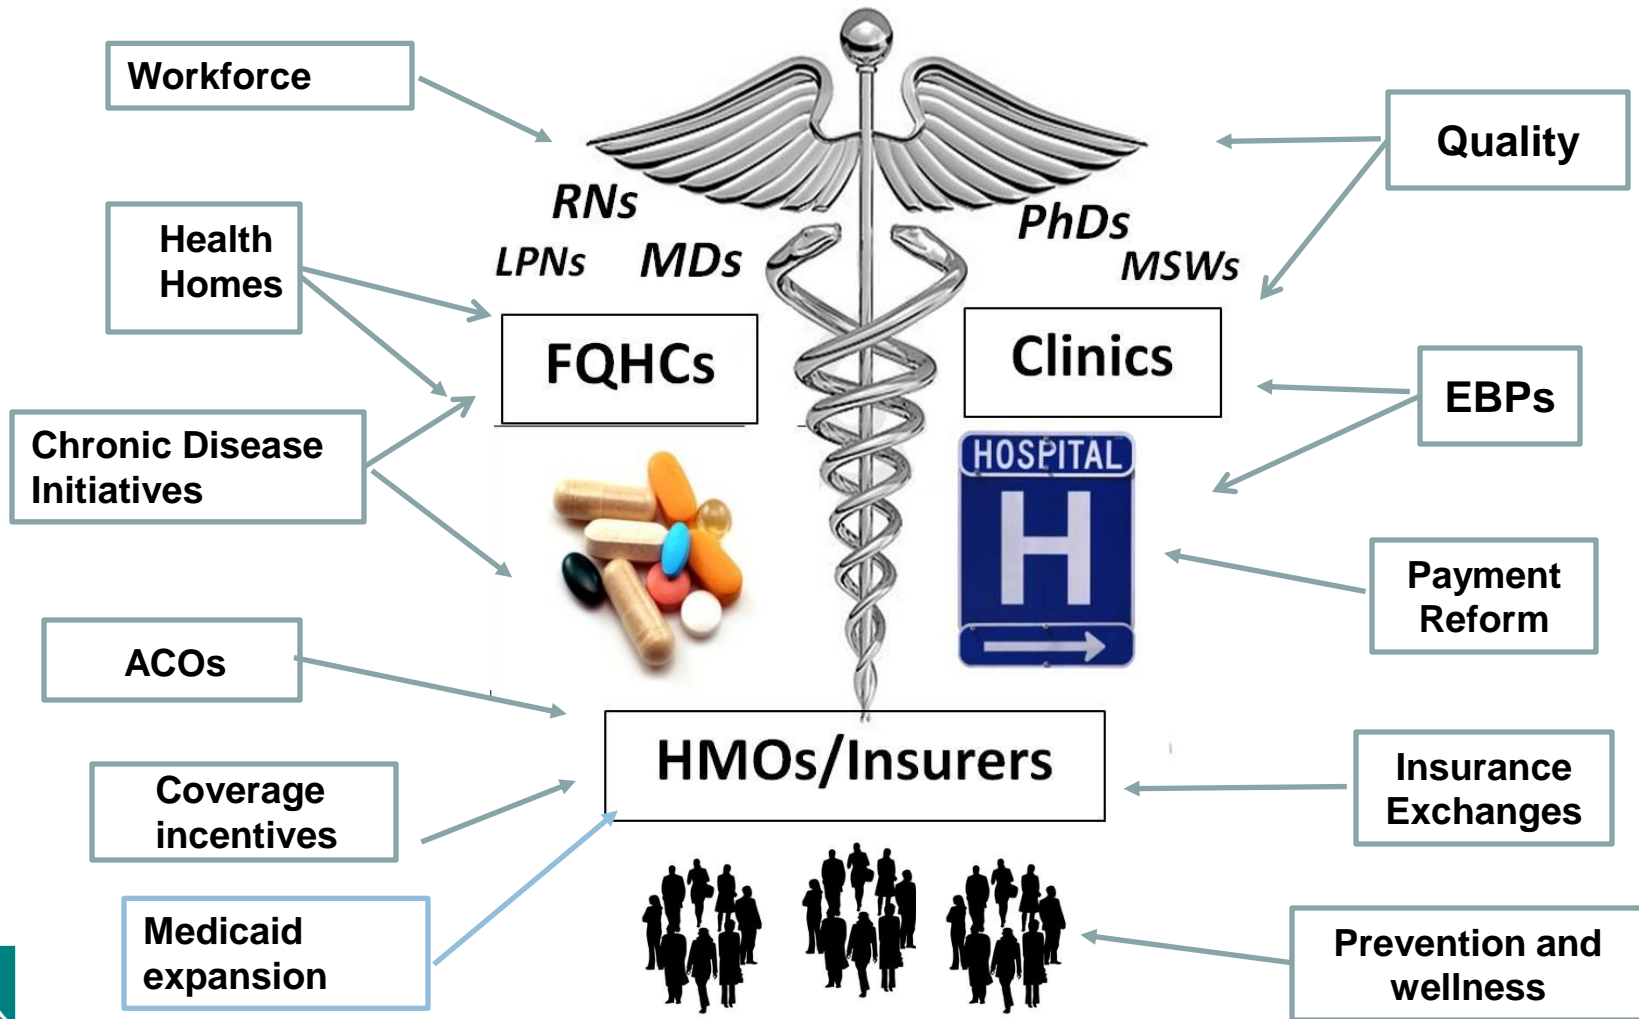 Workforce
Quality
RNs
PhDs
LPNs
MDs
MSWs
Health
Homes
FQHCs
Clinics
EBPs
Chronic Disease
Initiatives
HOSPITAL
H
Payment
Reform
ACOs
HMOs/Insurers
Insurance
Exchanges
Coverage
incentives
Medicaid
expansion
Prevention and
wellness